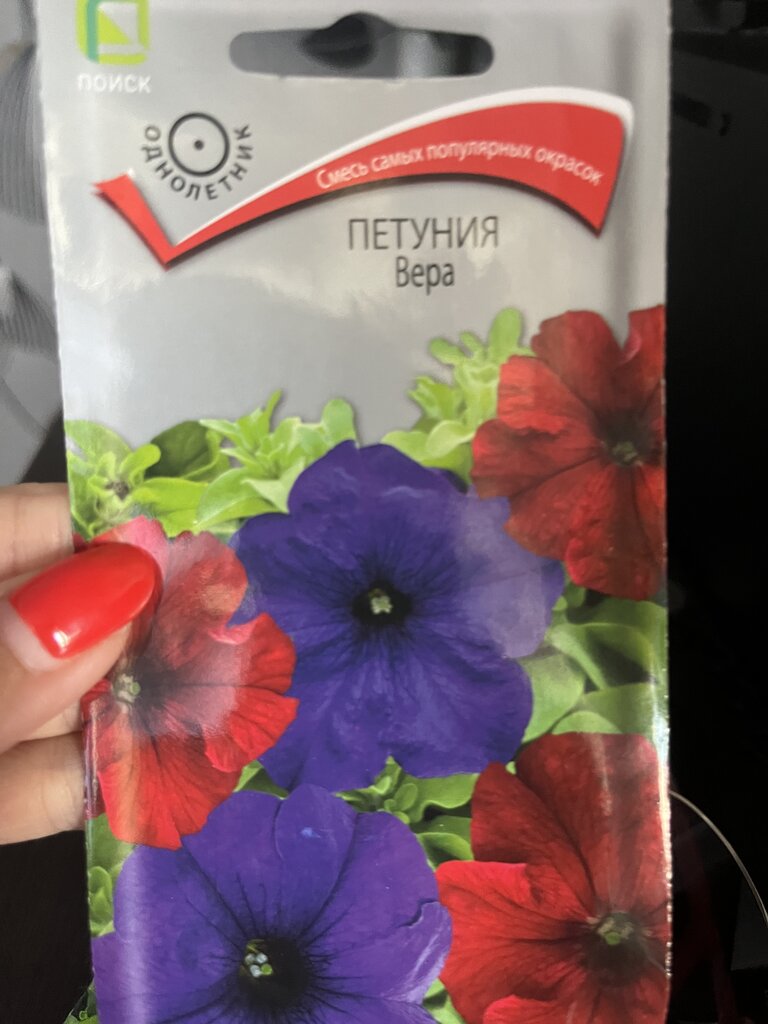 ПОИСК
ОДНОЛЕТНИК
Смесь самых популярных окрасок
ПЕТУНИЯ
Вера